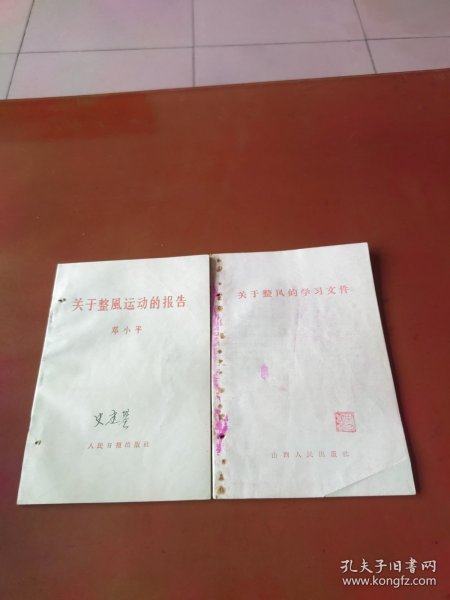 关于整風运动的报告
邓小平
人民日报出版社
关于整风的学习文件
山西人民出版社
孔夫子旧书网
www.kongfz.com